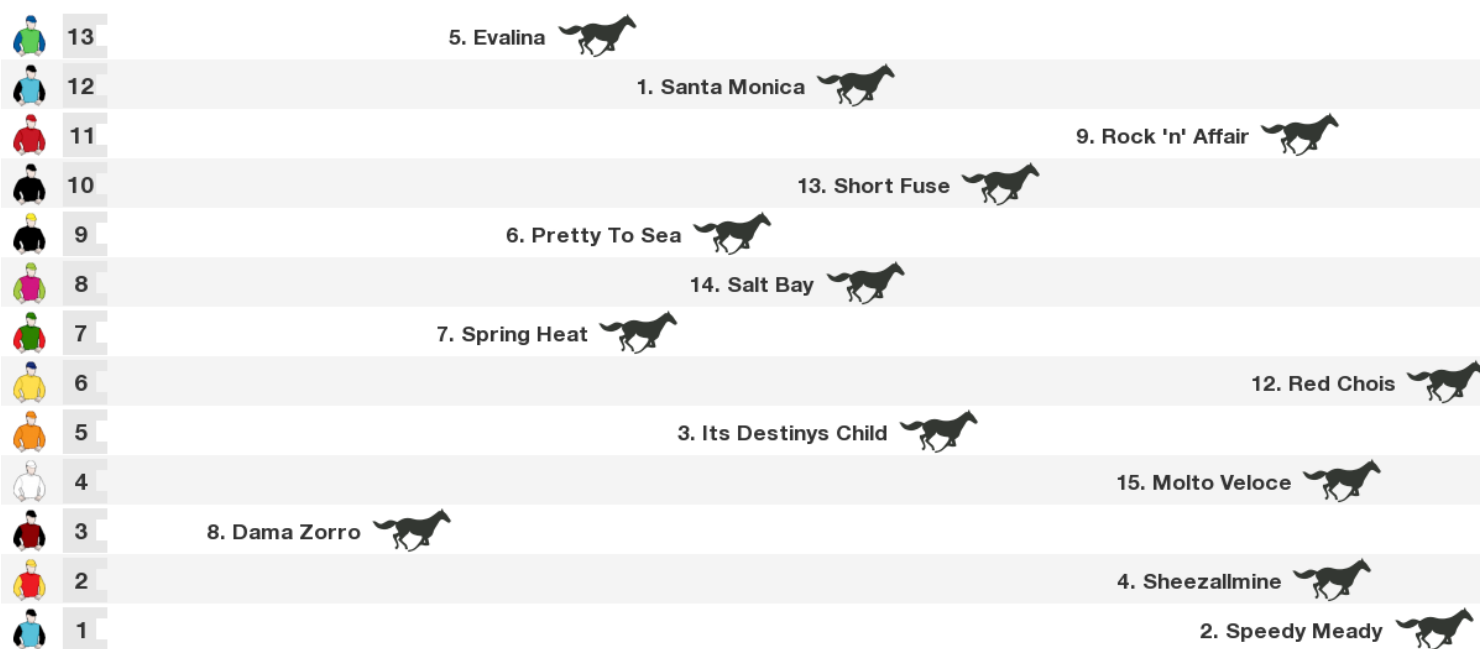 13 5. Evalina
12 1. Santa Monica
11 9. Rock 'n' Affair
10 13. Short Fuse
9 6. Pretty To Sea
8 14. Salt Bay
7 7. Spring Heat
6 12. Red Chois
5 3. Its Destinys Child
4 15. Molto Veloce
3 8. Dama Zorro
2 4. Sheezallmine
1 2. Speedy Meady